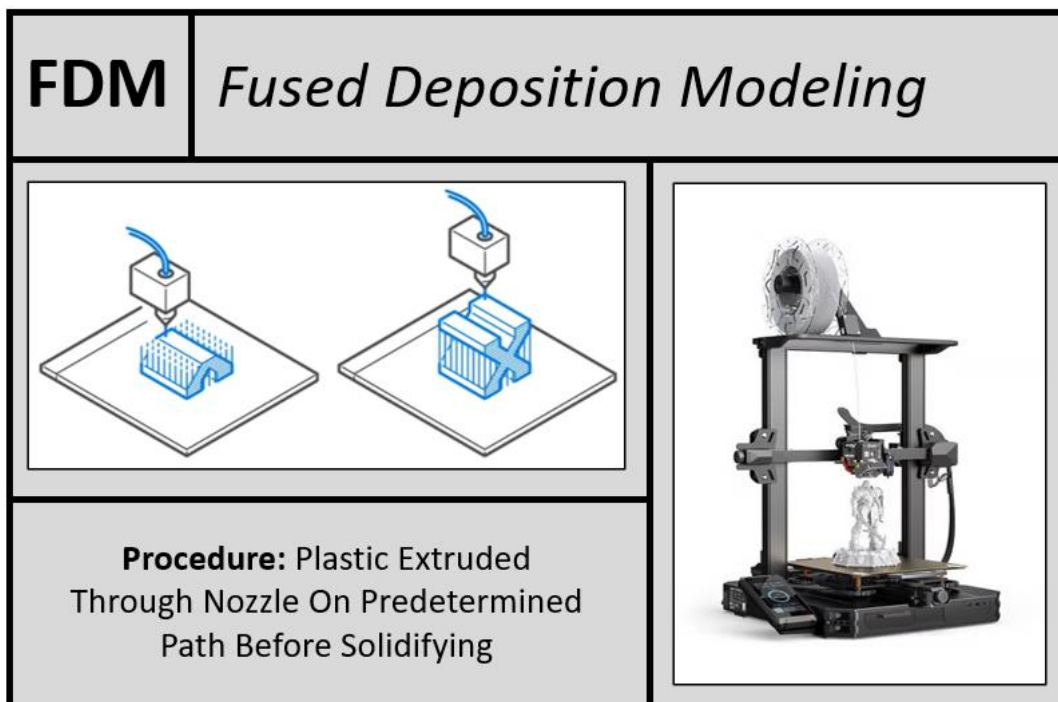 FDM
Fused Deposition Modeling
Procedure: Plastic Extruded
Through Nozzle On Predetermined
Path Before Solidifying